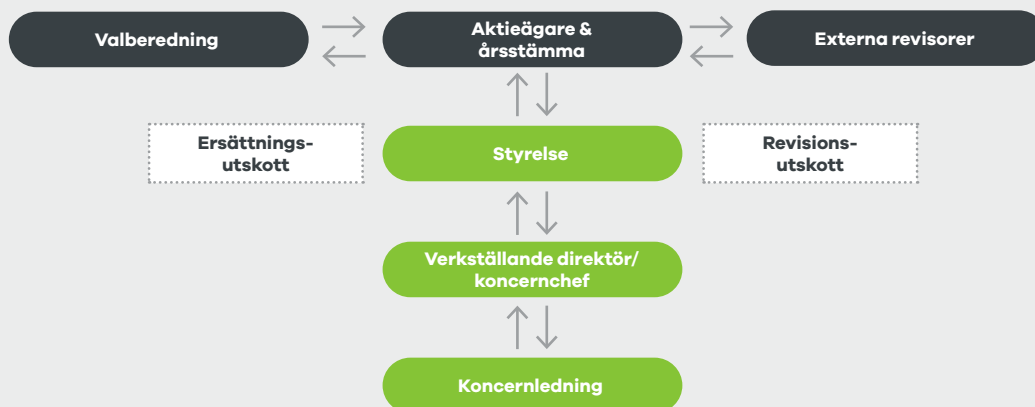 Valberedning
Aktieägare &
årsstämma
Externa revisorer
Ersättnings-
utskott
Styrelse
Revisions-
utskott
Verkställande direktör/
koncernchef
Koncernledning